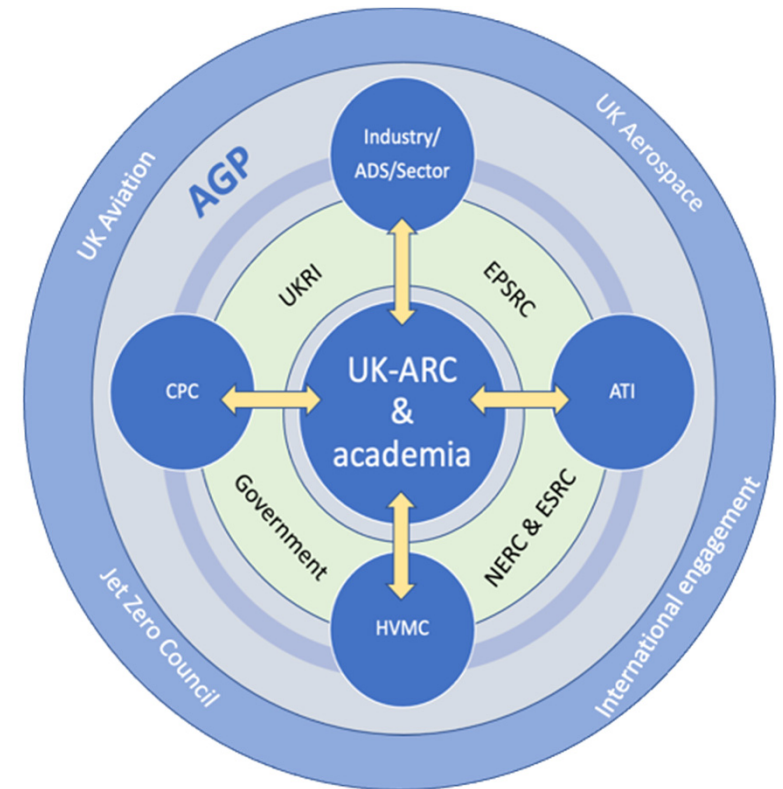 Industry/
ADS/Sector
UK Aerospace
UK Aviation
AGP
UKRI
EPSRC
CPC
UK-ARC
&
academia
ATI
Government
NERC & ESRC
HVMC
Jet Zero Council
International engagement